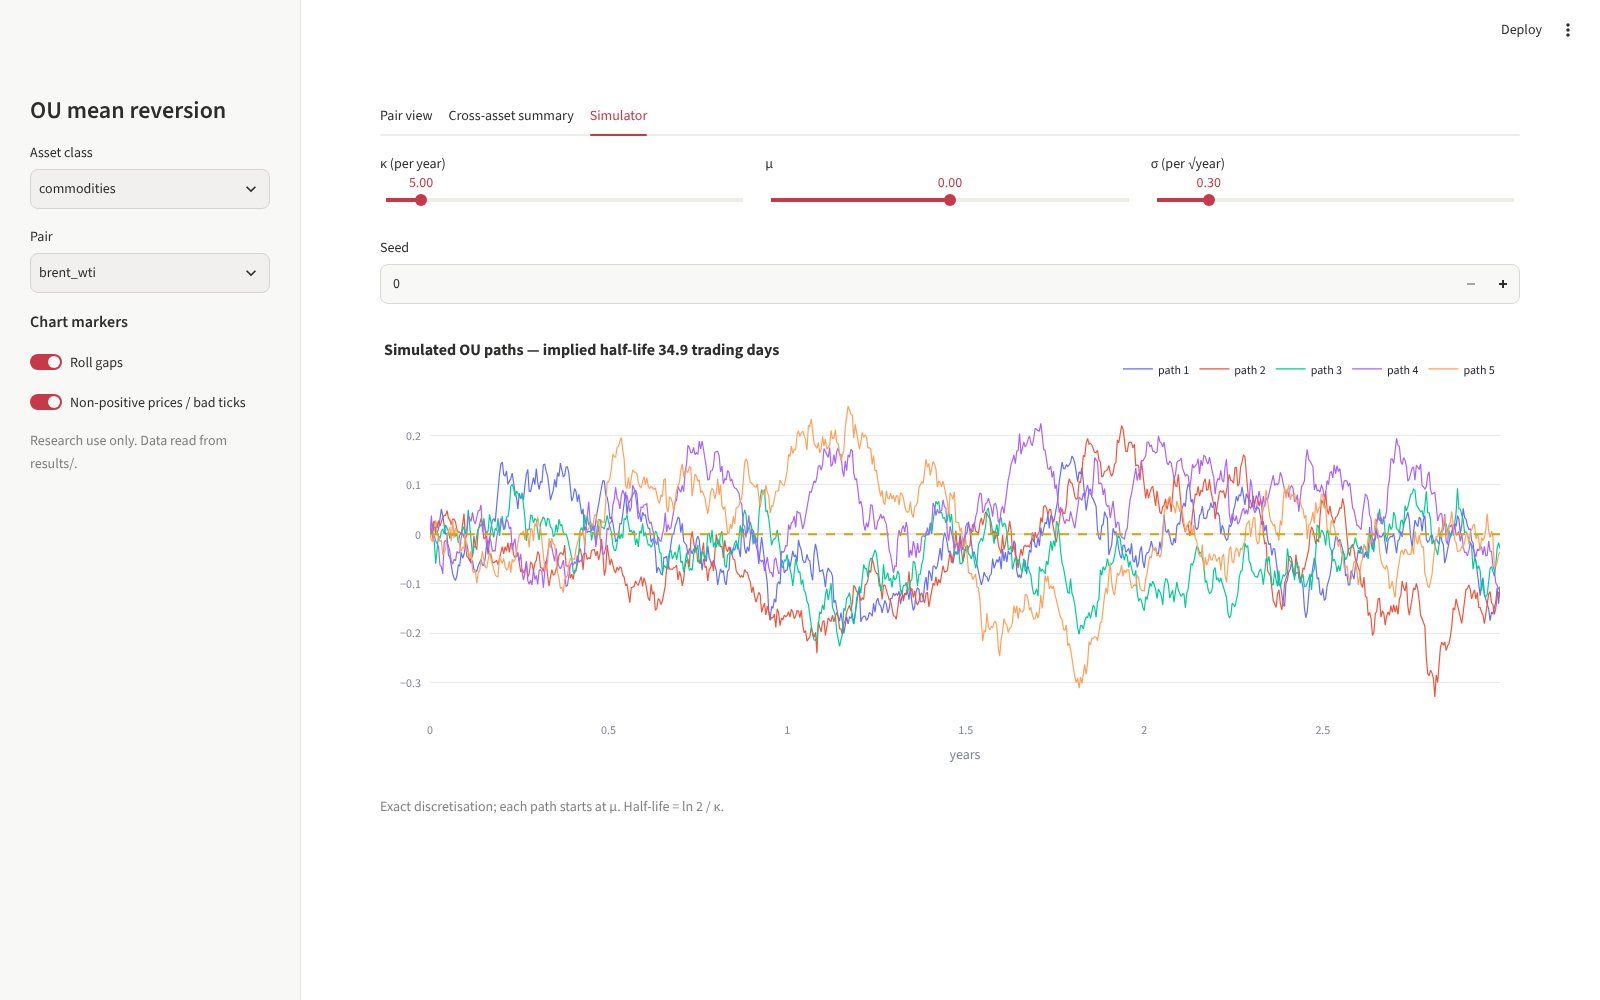 Deploy
OU mean reversion
Asset class
commodities
Pair
brent_wti
Chart markers
Roll gaps
Non-positive prices / bad ticks
Research use only. Data read from
results/.
Pair view
Cross-asset summary
Simulator
κ (per year)
5.00
μ
0.00
σ (per √year)
0.30
Seed
0
Simulated OU paths — implied half-life 34.9 trading days
path 1
path 2
path 3
path 4
path 5
0.2
0.1
0
−0.1
−0.2
−0.3
0
0.5
1
1.5
2
2.5
years
Exact discretisation; each path starts at μ. Half-life = ln 2 / κ.